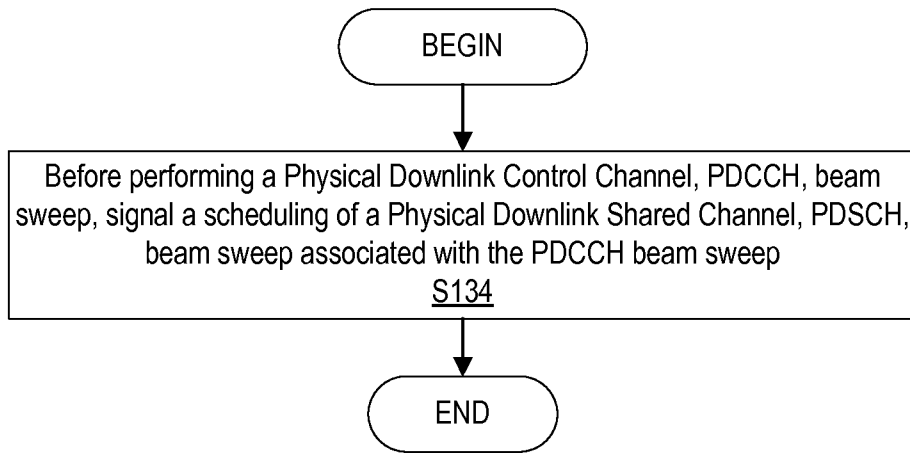 BEGIN
Before performing a Physical Downlink Control Channel, PDCCH, beam
sweep, signal a scheduling of a Physical Downlink Shared Channel, PDSCH,
beam sweep associated with the PDCCH beam sweep
S134
END